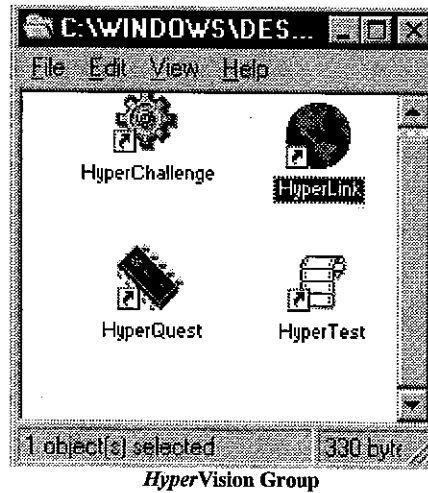 C:\WINDOWS\DES...
File Edit View Help
HyperChallenge
HyperLink
HyperQuest
HyperTest
1 object(s) selected
330 byte
HyperVision Group